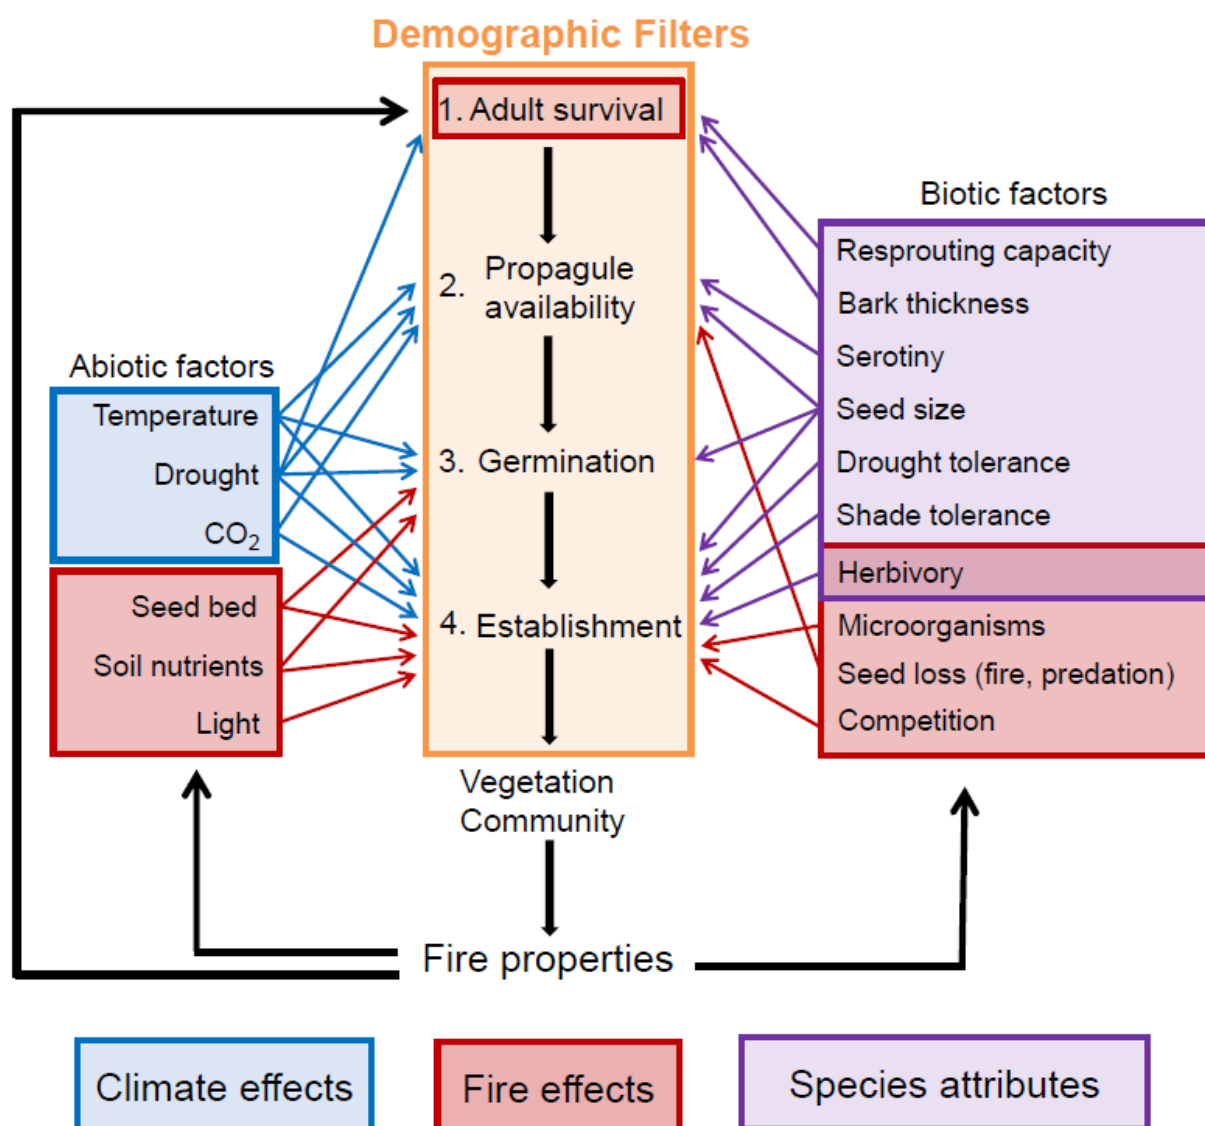 Demographic Filters
1. Adult survival
2. Propagule
availability
3. Germination
4. Establishment
Vegetation
Community
Fire properties
Abiotic factors
Temperature
Drought
CO₂
Seed bed
Soil nutrients
Light
Biotic factors
Resprouting capacity
Bark thickness
Serotiny
Seed size
Drought tolerance
Shade tolerance
Herbivory
Microorganisms
Seed loss (fire, predation)
Competition
Climate effects
Fire effects
Species attributes